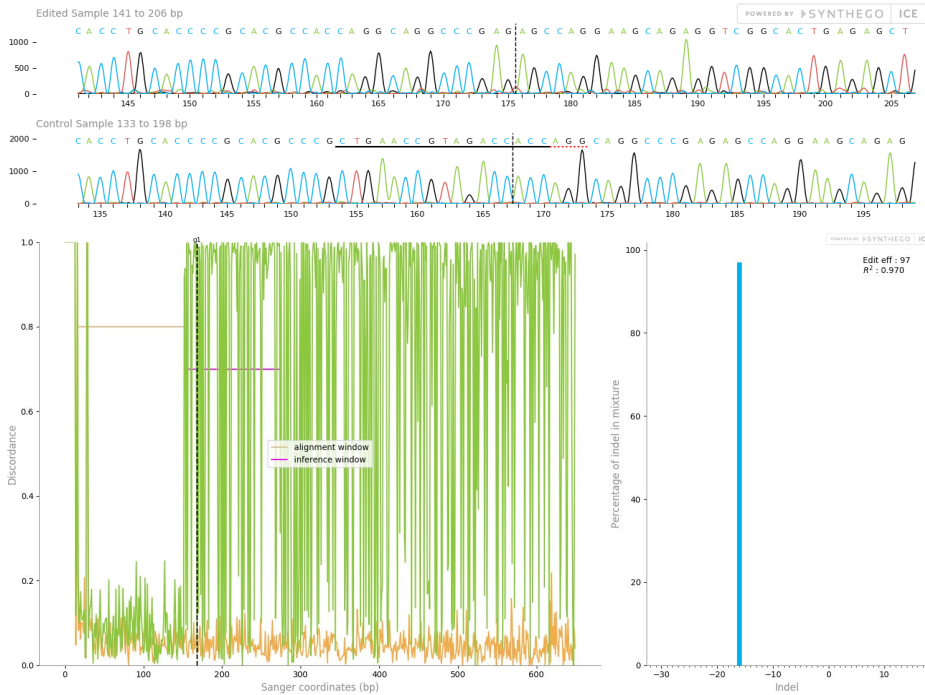 Edited Sample 141 to 206 bp
POWERED BY SYNTHEGO ICE
C A C C T G C A C C C C G C A C G C C A C C A G G C A G G C C C G A G A G C C A G G A A G C A G A G G T C G G C A C T G A G A G C T
1000
500
0
145 150 155 160 165 170 175 180 185 190 195 200 205
Control Sample 133 to 198 bp
C A C C T G C A C C C C G C A C G C C C G C T G A A C C G T A G A C C A C C A G G C A G G C C C G A G A G C C A G G A A G C A G A G
2000
1000
0
135 140 145 150 155 160 165 170 175 180 185 190 195
g1
1.0
0.8
0.6
0.4
0.2
0.0
Discordance
alignment window
inference window
0 100 200 300 400 500 600
Sanger coordinates (bp)
POWERED BY SYNTHEGO ICE
Edit eff : 97
R² : 0.970
100
80
60
40
20
0
Percentage of indel in mixture
−30 −20 −10 0 10
Indel